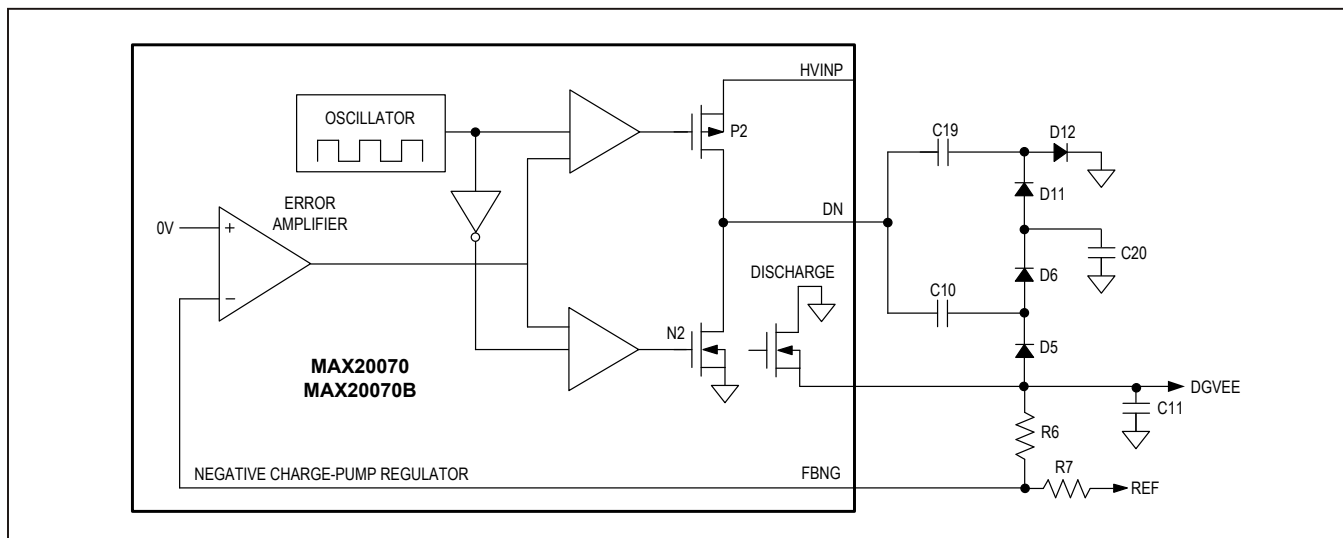 HVINP
OSCILLATOR
P2
C19
D12
D11
ERROR
AMPLIFIER
DN
0V
+
C20
DISCHARGE
D6
C10
−
N2
D5
MAX20070
MAX20070B
DGVEE
C11
R6
NEGATIVE CHARGE-PUMP REGULATOR
FBNG
R7
REF